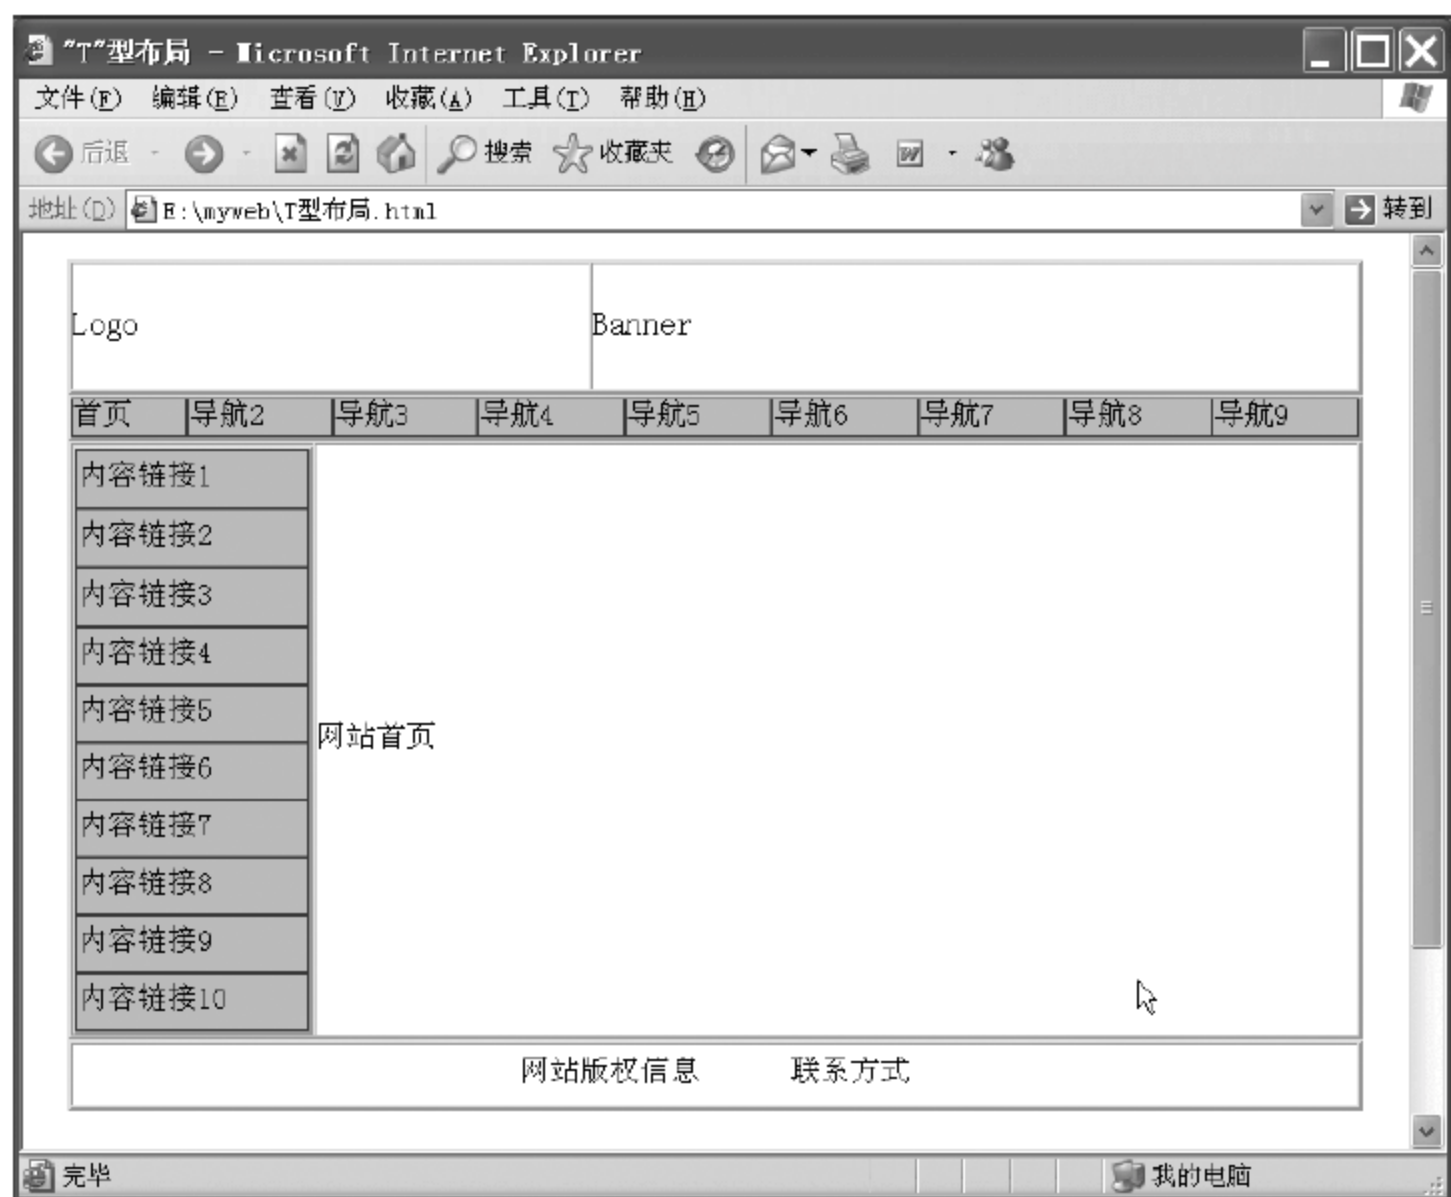 "T"型布局 - Microsoft Internet Explorer
文件(F) 编辑(E) 查看(V) 收藏(A) 工具(T) 帮助(H)
后退 搜索 收藏夹
地址(D) E:\myweb\T型布局.html 转到
Logo Banner
首页 导航2 导航3 导航4 导航5 导航6 导航7 导航8 导航9
内容链接1
内容链接2
内容链接3
内容链接4
内容链接5
网站首页
内容链接6
内容链接7
内容链接8
内容链接9
内容链接10
网站版权信息 联系方式
完毕 我的电脑